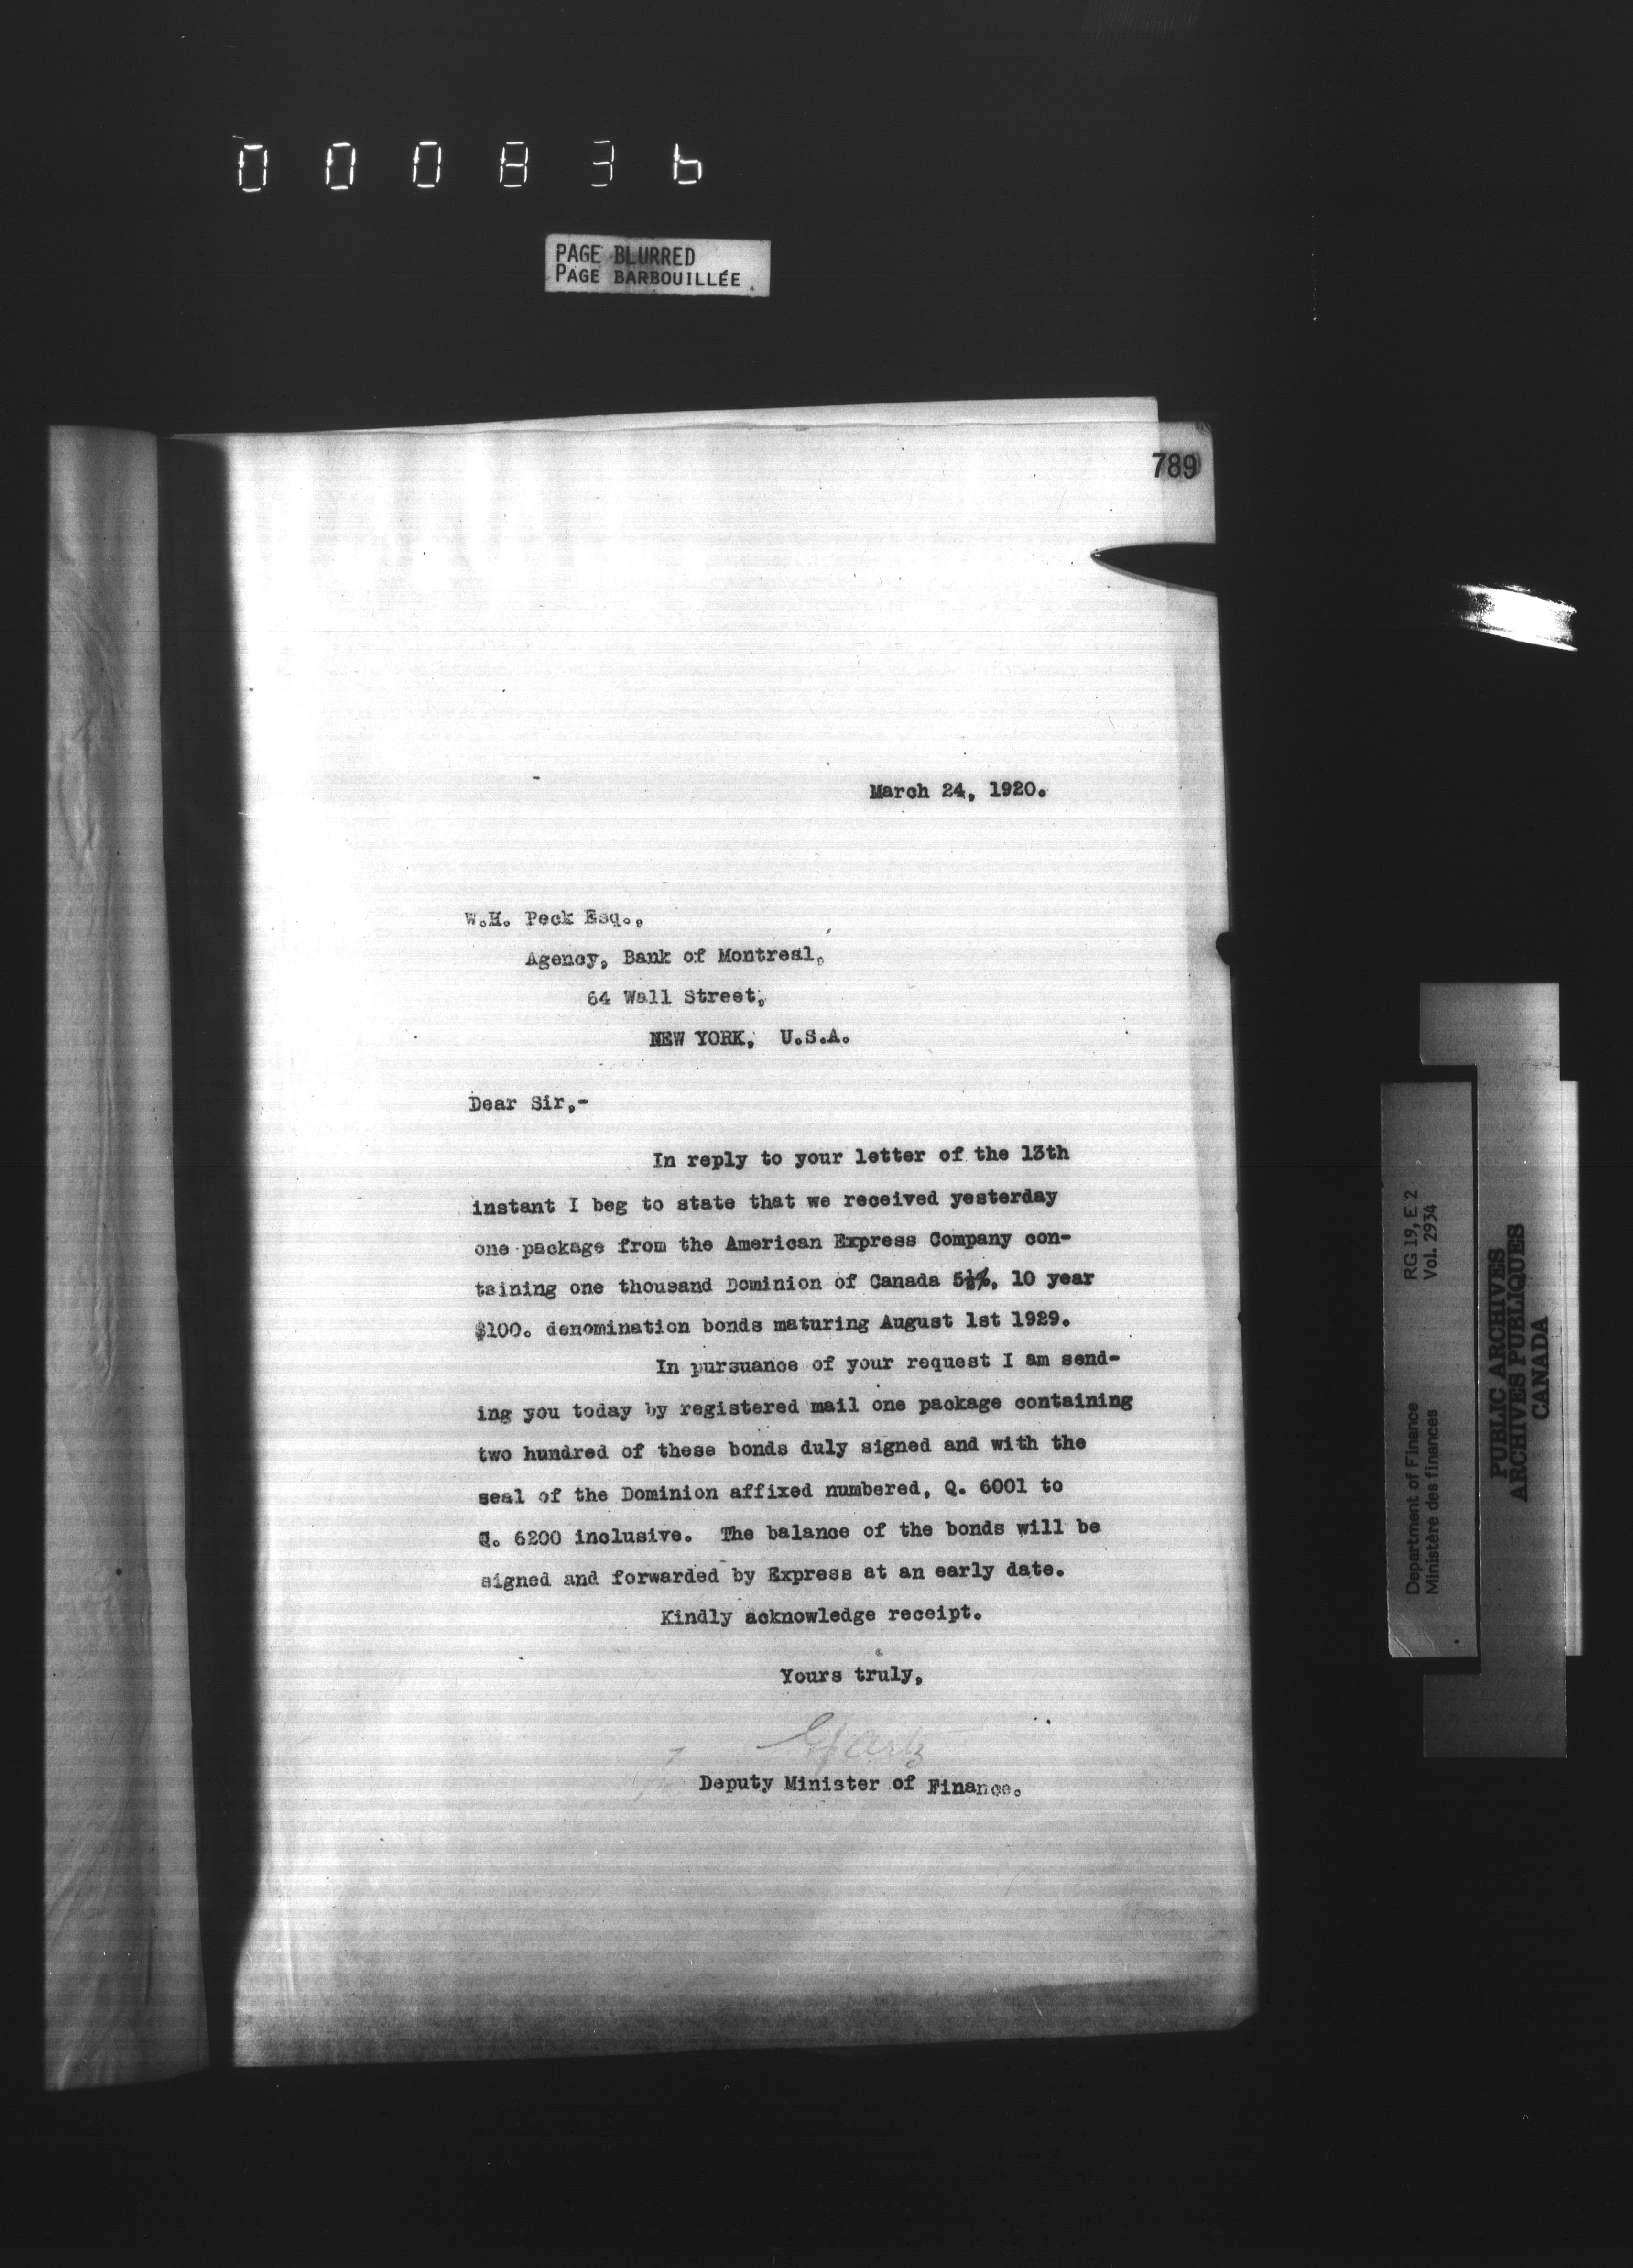 000836
PAGE BLURRED
PAGE BARBOUILLÉE
789
March 24, 1920.
W.H. Peck Esq.,
Agency, Bank of Montreal,
64 Wall Street,
NEW YORK, U.S.A.
Dear Sir,-
In reply to your letter of the 13th
instant I beg to state that we received yesterday
one package from the American Express Company con-
taining one thousand Dominion of Canada 5½%, 10 year
$100. denomination bonds maturing August 1st 1929.
In pursuance of your request I am send-
ing you today by registered mail one package containing
two hundred of these bonds duly signed and with the
seal of the Dominion affixed numbered, Q. 6001 to
Q. 6200 inclusive. The balance of the bonds will be
signed and forwarded by Express at an early date.
Kindly acknowledge receipt.
Yours truly,
Deputy Minister of Finance.
Department of Finance RG 19, E 2
Ministère des finances Vol. 2934
PUBLIC ARCHIVES
ARCHIVES PUBLIQUES
CANADA